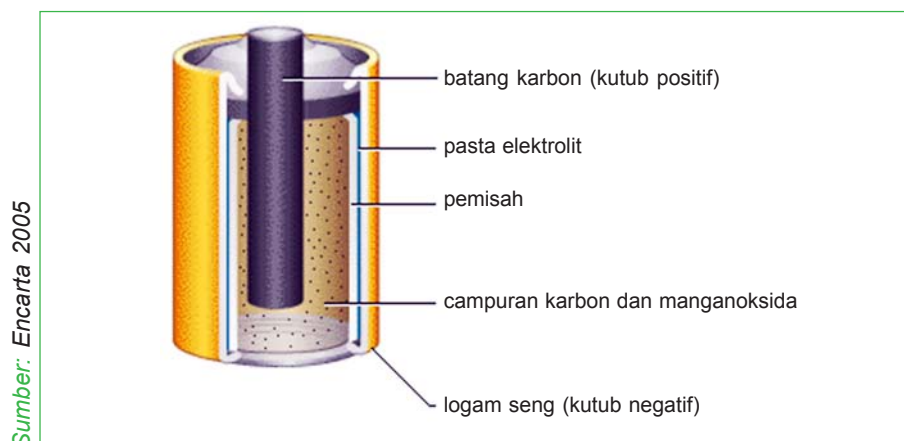 batang karbon (kutub positif)
pasta elektrolit
pemisah
campuran karbon dan manganoksida
logam seng (kutub negatif)
Sumber: Encarta 2005